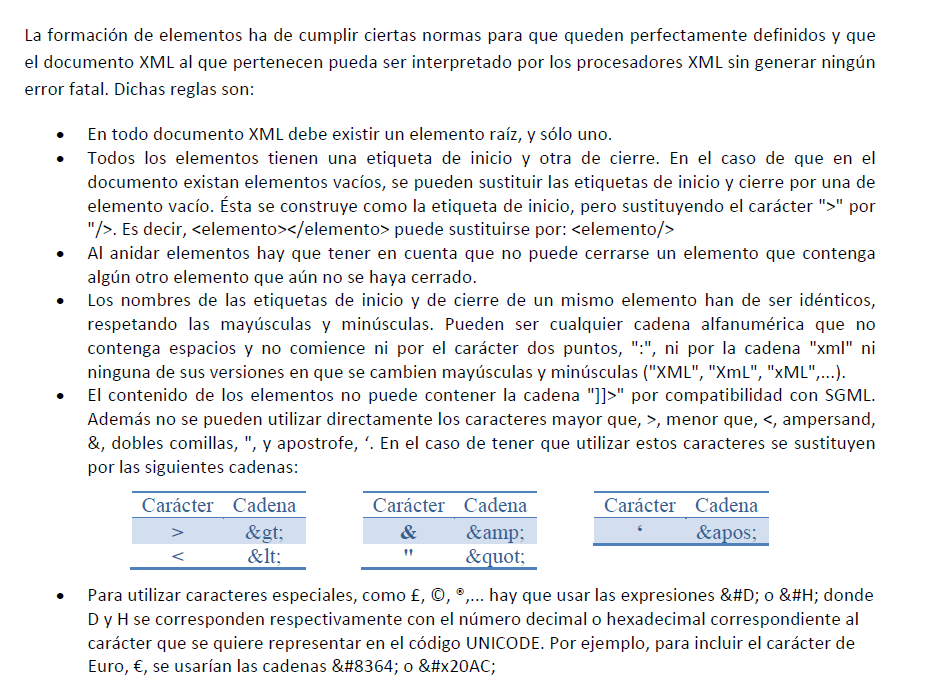 La formación de elementos ha de cumplir ciertas normas para que queden perfectamente definidos y que
el documento XML al que pertenecen pueda ser interpretado por los procesadores XML sin generar ningún
error fatal. Dichas reglas son:
• En todo documento XML debe existir un elemento raíz, y sólo uno.
• Todos los elementos tienen una etiqueta de inicio y otra de cierre. En el caso de que en el
documento existan elementos vacíos, se pueden sustituir las etiquetas de inicio y cierre por una de
elemento vacío. Ésta se construye como la etiqueta de inicio, pero sustituyendo el carácter ">" por
"/>. Es decir, <elemento></elemento> puede sustituirse por: <elemento/>
• Al anidar elementos hay que tener en cuenta que no puede cerrarse un elemento que contenga
algún otro elemento que aún no se haya cerrado.
• Los nombres de las etiquetas de inicio y de cierre de un mismo elemento han de ser idénticos,
respetando las mayúsculas y minúsculas. Pueden ser cualquier cadena alfanumérica que no
contenga espacios y no comience ni por el carácter dos puntos, ":", ni por la cadena "xml" ni
ninguna de sus versiones en que se cambien mayúsculas y minúsculas ("XML", "XmL", "xML",...).
• El contenido de los elementos no puede contener la cadena "]]>" por compatibilidad con SGML.
Además no se pueden utilizar directamente los caracteres mayor que, >, menor que, <, ampersand,
&, dobles comillas, ", y apostrofe, ‘. En el caso de tener que utilizar estos caracteres se sustituyen
por las siguientes cadenas:
Carácter Cadena Carácter Cadena Carácter Cadena
> &gt; & &amp; ‘ &apos;
< &lt; " &quot;
• Para utilizar caracteres especiales, como £, ©, ®,... hay que usar las expresiones &#D; o &#H; donde
D y H se corresponden respectivamente con el número decimal o hexadecimal correspondiente al
carácter que se quiere representar en el código UNICODE. Por ejemplo, para incluir el carácter de
Euro, €, se usarían las cadenas &#8364; o &#x20AC;